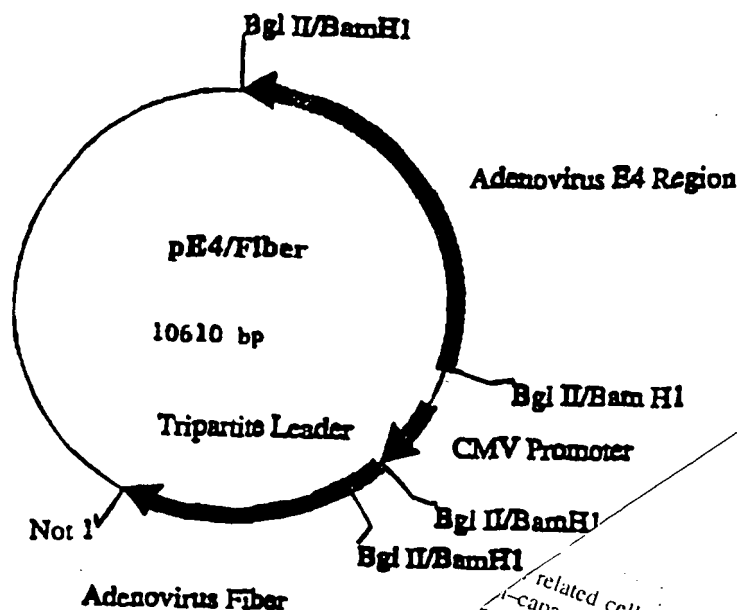 Bgl II/BamH1
Adenovirus E4 Region
pE4/Fiber
10610 bp
Bgl II/Bam H1
Tripartite Leader
CMV Promoter
Bgl II/BamH1
Not 1
Bgl II/BamH1
Adenovirus Fiber
related